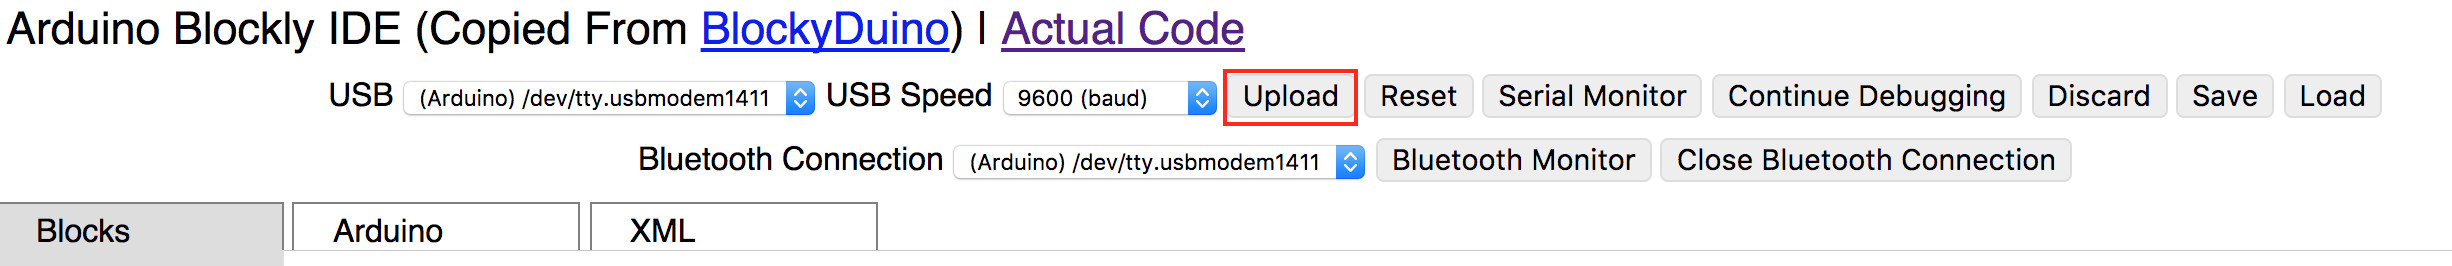 Arduino Blockly IDE (Copied From BlockyDuino) | Actual Code
USB (Arduino) /dev/tty.usbmodem1411 USB Speed 9600 (baud) Upload Reset Serial Monitor Continue Debugging Discard Save Load
Bluetooth Connection (Arduino) /dev/tty.usbmodem1411 Bluetooth Monitor Close Bluetooth Connection
Blocks Arduino XML